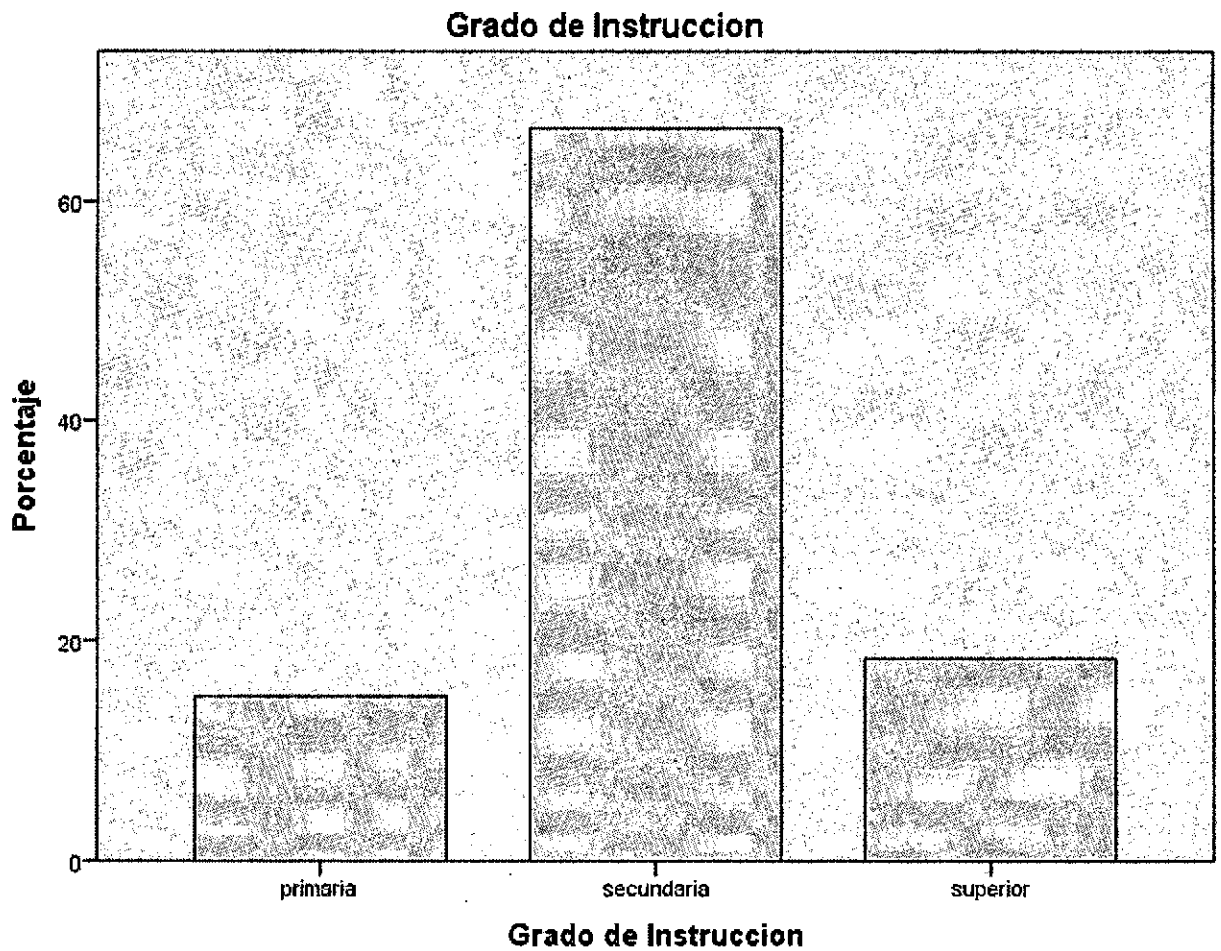 Grado de Instruccion
Porcentaje
60
40
20
0
primaria
secundaria
superior
Grado de Instruccion